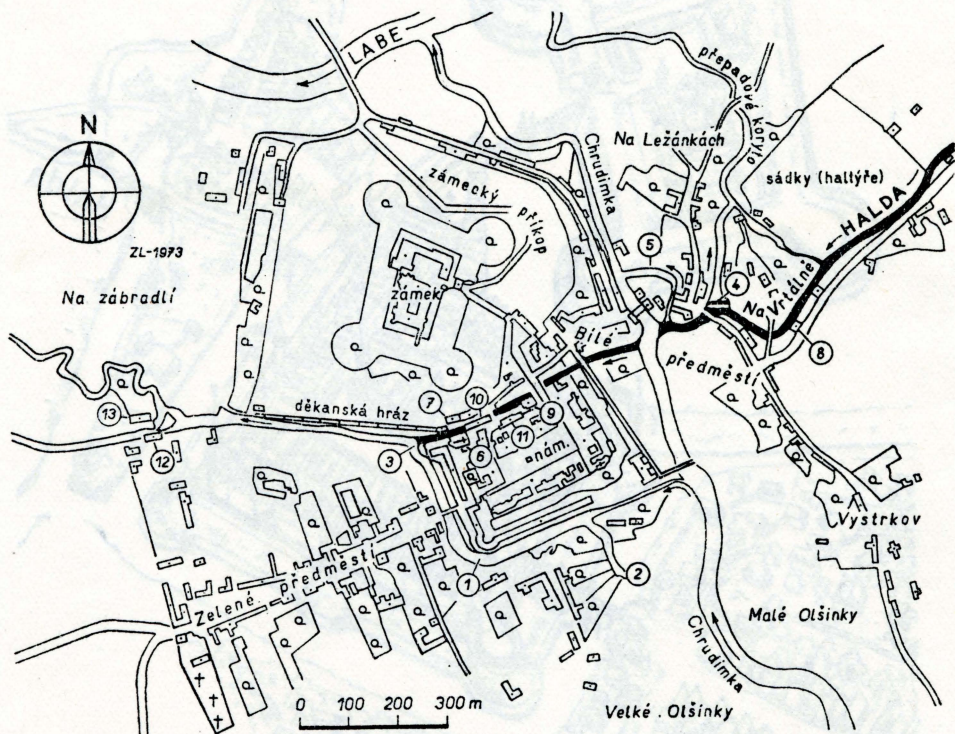 LABE
přepadové koryto
N
Na Ležánkách
Chrudimka
sádky (haltýře)
zámecký
příkop
HALDA
5
ZL-1973
4
Na zábradlí
zámek
Na Vrtálně
Bílé
předměstí
8
7
10
13
děkanská hráz
9
3
6
11
nám.
12
Vystrkov
Zelené předměstí
1
2
Malé Olšinky
Chrudimka
0 100 200 300 m
Velké . Olšinky